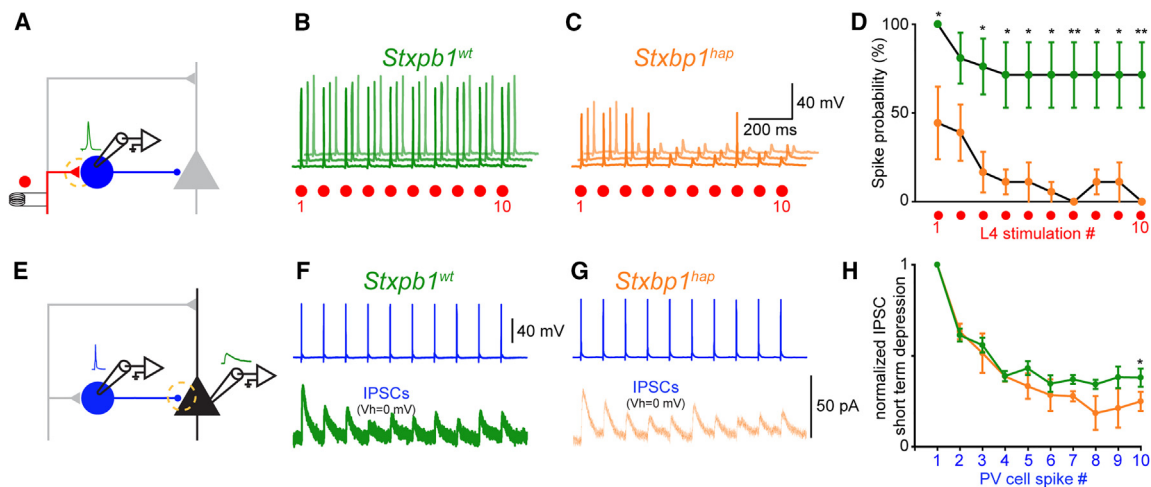 A
B
Stxpb1wt
1
10
C
Stxbp1hap
40 mV
200 ms
1
10
D
Spike probability (%)
100
50
0
* * * * * ** * * **
1
10
L4 stimulation #
E
F
Stxpb1wt
40 mV
IPSCs
(Vh=0 mV)
G
Stxbp1hap
IPSCs
(Vh=0 mV)
50 pA
H
normalized IPSC
short term depression
1
0
*
1 2 3 4 5 6 7 8 9 10
PV cell spike #